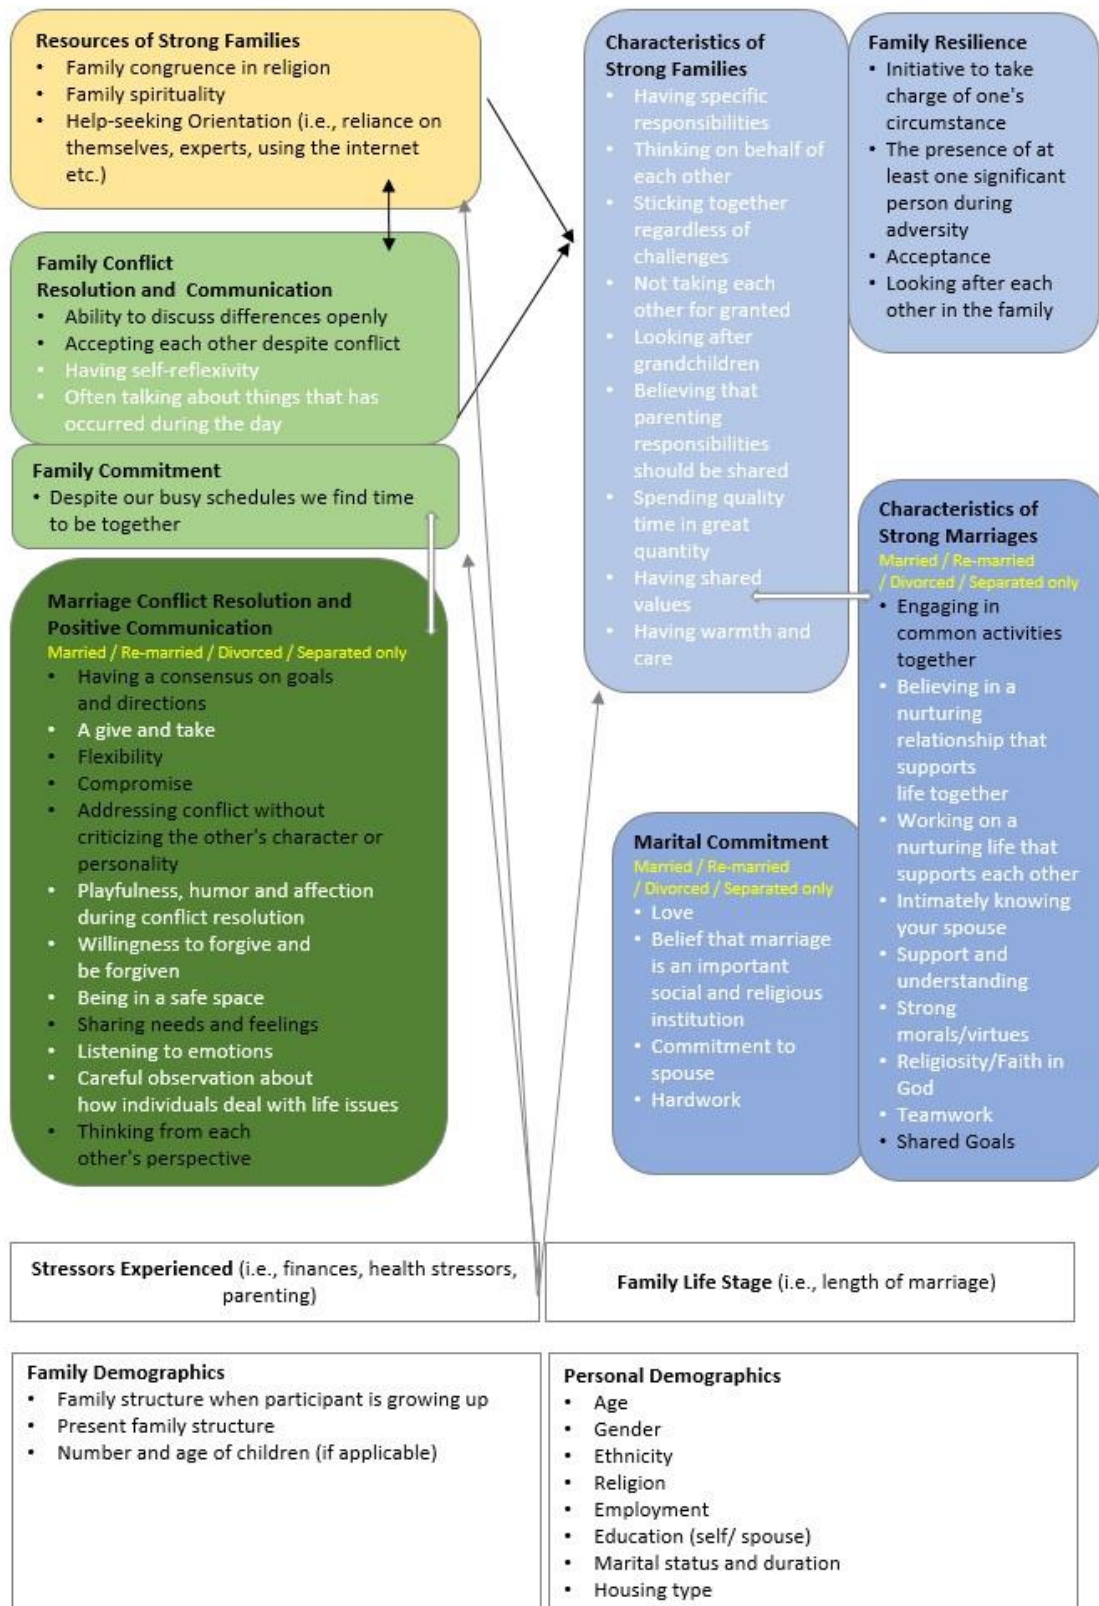 Resources of Strong Families
• Family congruence in religion
• Family spirituality
• Help-seeking Orientation (i.e., reliance on
themselves, experts, using the internet
etc.)
Family Conflict
Resolution and Communication
• Ability to discuss differences openly
• Accepting each other despite conflict
• Having self-reflexivity
• Often talking about things that has
occurred during the day
Family Commitment
• Despite our busy schedules we find time
to be together
Marriage Conflict Resolution and
Positive Communication
Married / Re-married / Divorced / Separated only
• Having a consensus on goals
and directions
• A give and take
• Flexibility
• Compromise
• Addressing conflict without
criticizing the other's character or
personality
• Playfulness, humor and affection
during conflict resolution
• Willingness to forgive and
be forgiven
• Being in a safe space
• Sharing needs and feelings
• Listening to emotions
• Careful observation about
how individuals deal with life issues
• Thinking from each
other's perspective
Characteristics of
Strong Families
• Having specific
responsibilities
• Thinking on behalf of
each other
• Sticking together
regardless of
challenges
• Not taking each
other for granted
• Looking after
grandchildren
• Believing that
parenting
responsibilities
should be shared
• Spending quality
time in great
quantity
• Having shared
values
• Having warmth and
care
Family Resilience
• Initiative to take
charge of one's
circumstance
• The presence of at
least one significant
person during
adversity
• Acceptance
• Looking after each
other in the family
Characteristics of
Strong Marriages
Married / Re-married
/ Divorced / Separated only
• Engaging in
common activities
together
• Believing in a
nurturing
relationship that
supports
life together
• Working on a
nurturing life that
supports each other
• Intimately knowing
your spouse
• Support and
understanding
• Strong
morals/virtues
• Religiosity/Faith in
God
• Teamwork
• Shared Goals
Marital Commitment
Married / Re-married
/ Divorced / Separated only
• Love
• Belief that marriage
is an important
social and religious
institution
• Commitment to
spouse
• Hardwork
Stressors Experienced (i.e., finances, health stressors,
parenting)
Family Life Stage (i.e., length of marriage)
Family Demographics
• Family structure when participant is growing up
• Present family structure
• Number and age of children (if applicable)
Personal Demographics
• Age
• Gender
• Ethnicity
• Religion
• Employment
• Education (self/ spouse)
• Marital status and duration
• Housing type